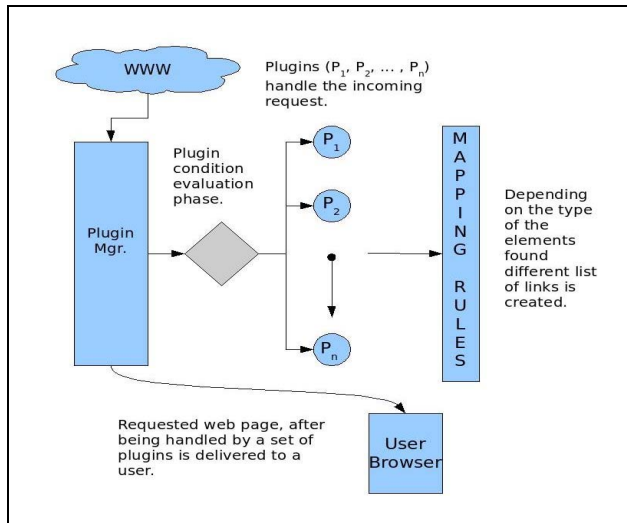 WWW
Plugins (P1, P2, ... , Pn)
handle the incoming
request.
Plugin
condition
evaluation
phase.
Plugin
Mgr.
P1
P2
Pn
MAPPING RULES
Depending
on the type
of the
elements
found
different list
of links is
created.
Requested web page, after
being handled by a set of
plugins is delivered to a
user.
User
Browser